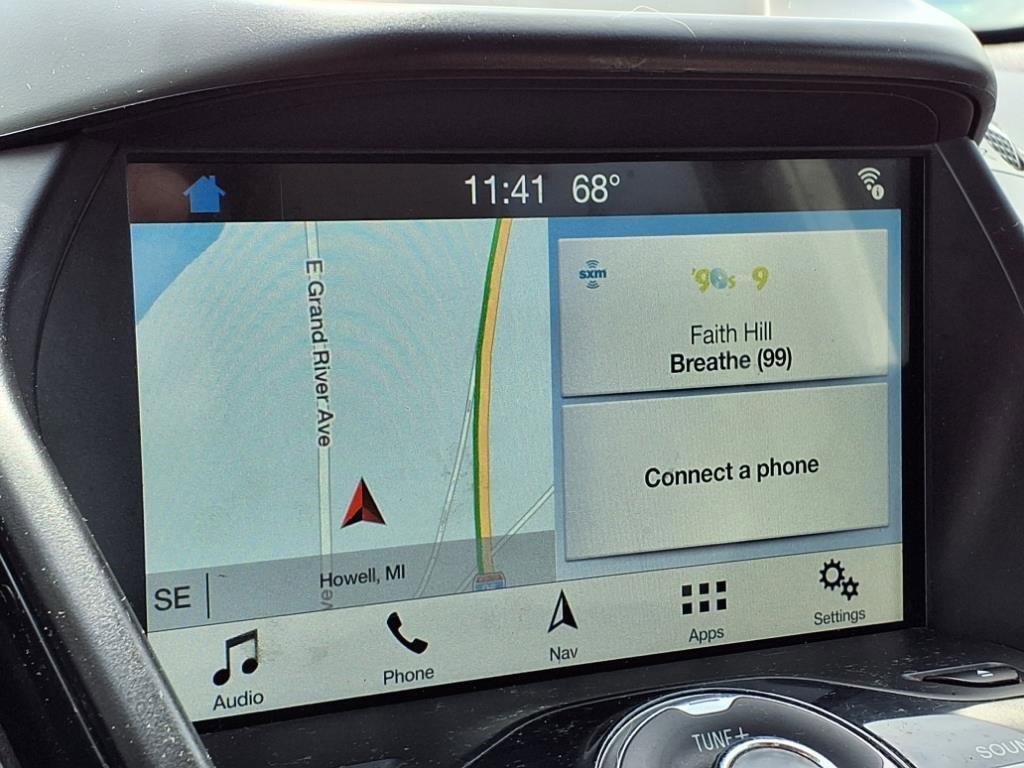 11:41 68°
E Grand River Ave
sxm
'90s 9
Faith Hill
Breathe (99)
Connect a phone
SE
Howell, MI
Audio
Phone
Nav
Apps
Settings
TUNE+